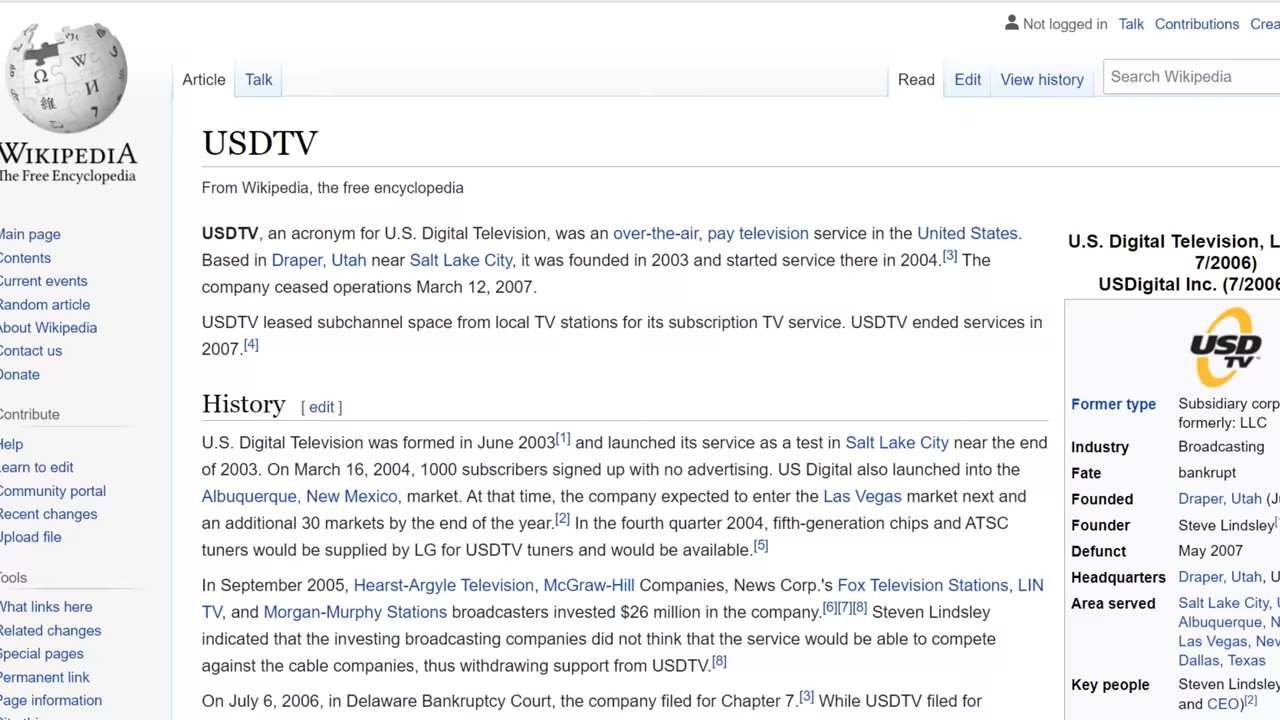 Not logged in Talk Contributions Crea
Article Talk Read Edit View history Search Wikipedia
WIKIPEDIA
The Free Encyclopedia
USDTV
From Wikipedia, the free encyclopedia
Main page
Contents
Current events
Random article
About Wikipedia
Contact us
Donate
Contribute
Help
Learn to edit
Community portal
Recent changes
Upload file
Tools
What links here
Related changes
Special pages
Permanent link
Page information
USDTV, an acronym for U.S. Digital Television, was an over-the-air, pay television service in the United States.
Based in Draper, Utah near Salt Lake City, it was founded in 2003 and started service there in 2004.[3] The
company ceased operations March 12, 2007.
USDTV leased subchannel space from local TV stations for its subscription TV service. USDTV ended services in
2007.[4]
History [ edit ]
U.S. Digital Television was formed in June 2003[1] and launched its service as a test in Salt Lake City near the end
of 2003. On March 16, 2004, 1000 subscribers signed up with no advertising. US Digital also launched into the
Albuquerque, New Mexico, market. At that time, the company expected to enter the Las Vegas market next and
an additional 30 markets by the end of the year.[2] In the fourth quarter 2004, fifth-generation chips and ATSC
tuners would be supplied by LG for USDTV tuners and would be available.[5]
In September 2005, Hearst-Argyle Television, McGraw-Hill Companies, News Corp.'s Fox Television Stations, LIN
TV, and Morgan-Murphy Stations broadcasters invested $26 million in the company.[6][7][8] Steven Lindsley
indicated that the investing broadcasting companies did not think that the service would be able to compete
against the cable companies, thus withdrawing support from USDTV.[8]
On July 6, 2006, in Delaware Bankruptcy Court, the company filed for Chapter 7.[3] While USDTV filed for
U.S. Digital Television, L
7/2006)
USDigital Inc. (7/2006
USD
TV
Former type Subsidiary corp
formerly: LLC
Industry Broadcasting
Fate bankrupt
Founded Draper, Utah (J
Founder Steve Lindsley
Defunct May 2007
Headquarters Draper, Utah, U
Area served Salt Lake City, U
Albuquerque, N
Las Vegas, Nev
Dallas, Texas
Key people Steven Lindsley
and CEO)[2]